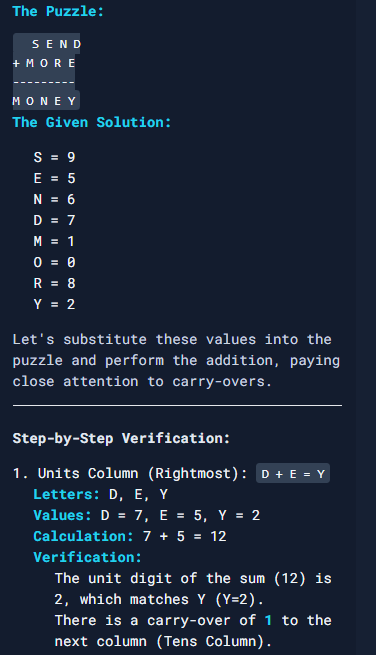 The Puzzle:
S E N D
+ M O R E
---------
M O N E Y
The Given Solution:
S = 9
E = 5
N = 6
D = 7
M = 1
O = 0
R = 8
Y = 2
Let's substitute these values into the
puzzle and perform the addition, paying
close attention to carry-overs.
Step-by-Step Verification:
1. Units Column (Rightmost): D + E = Y
Letters: D, E, Y
Values: D = 7, E = 5, Y = 2
Calculation: 7 + 5 = 12
Verification:
The unit digit of the sum (12) is
2, which matches Y (Y=2).
There is a carry-over of 1 to the
next column (Tens Column).